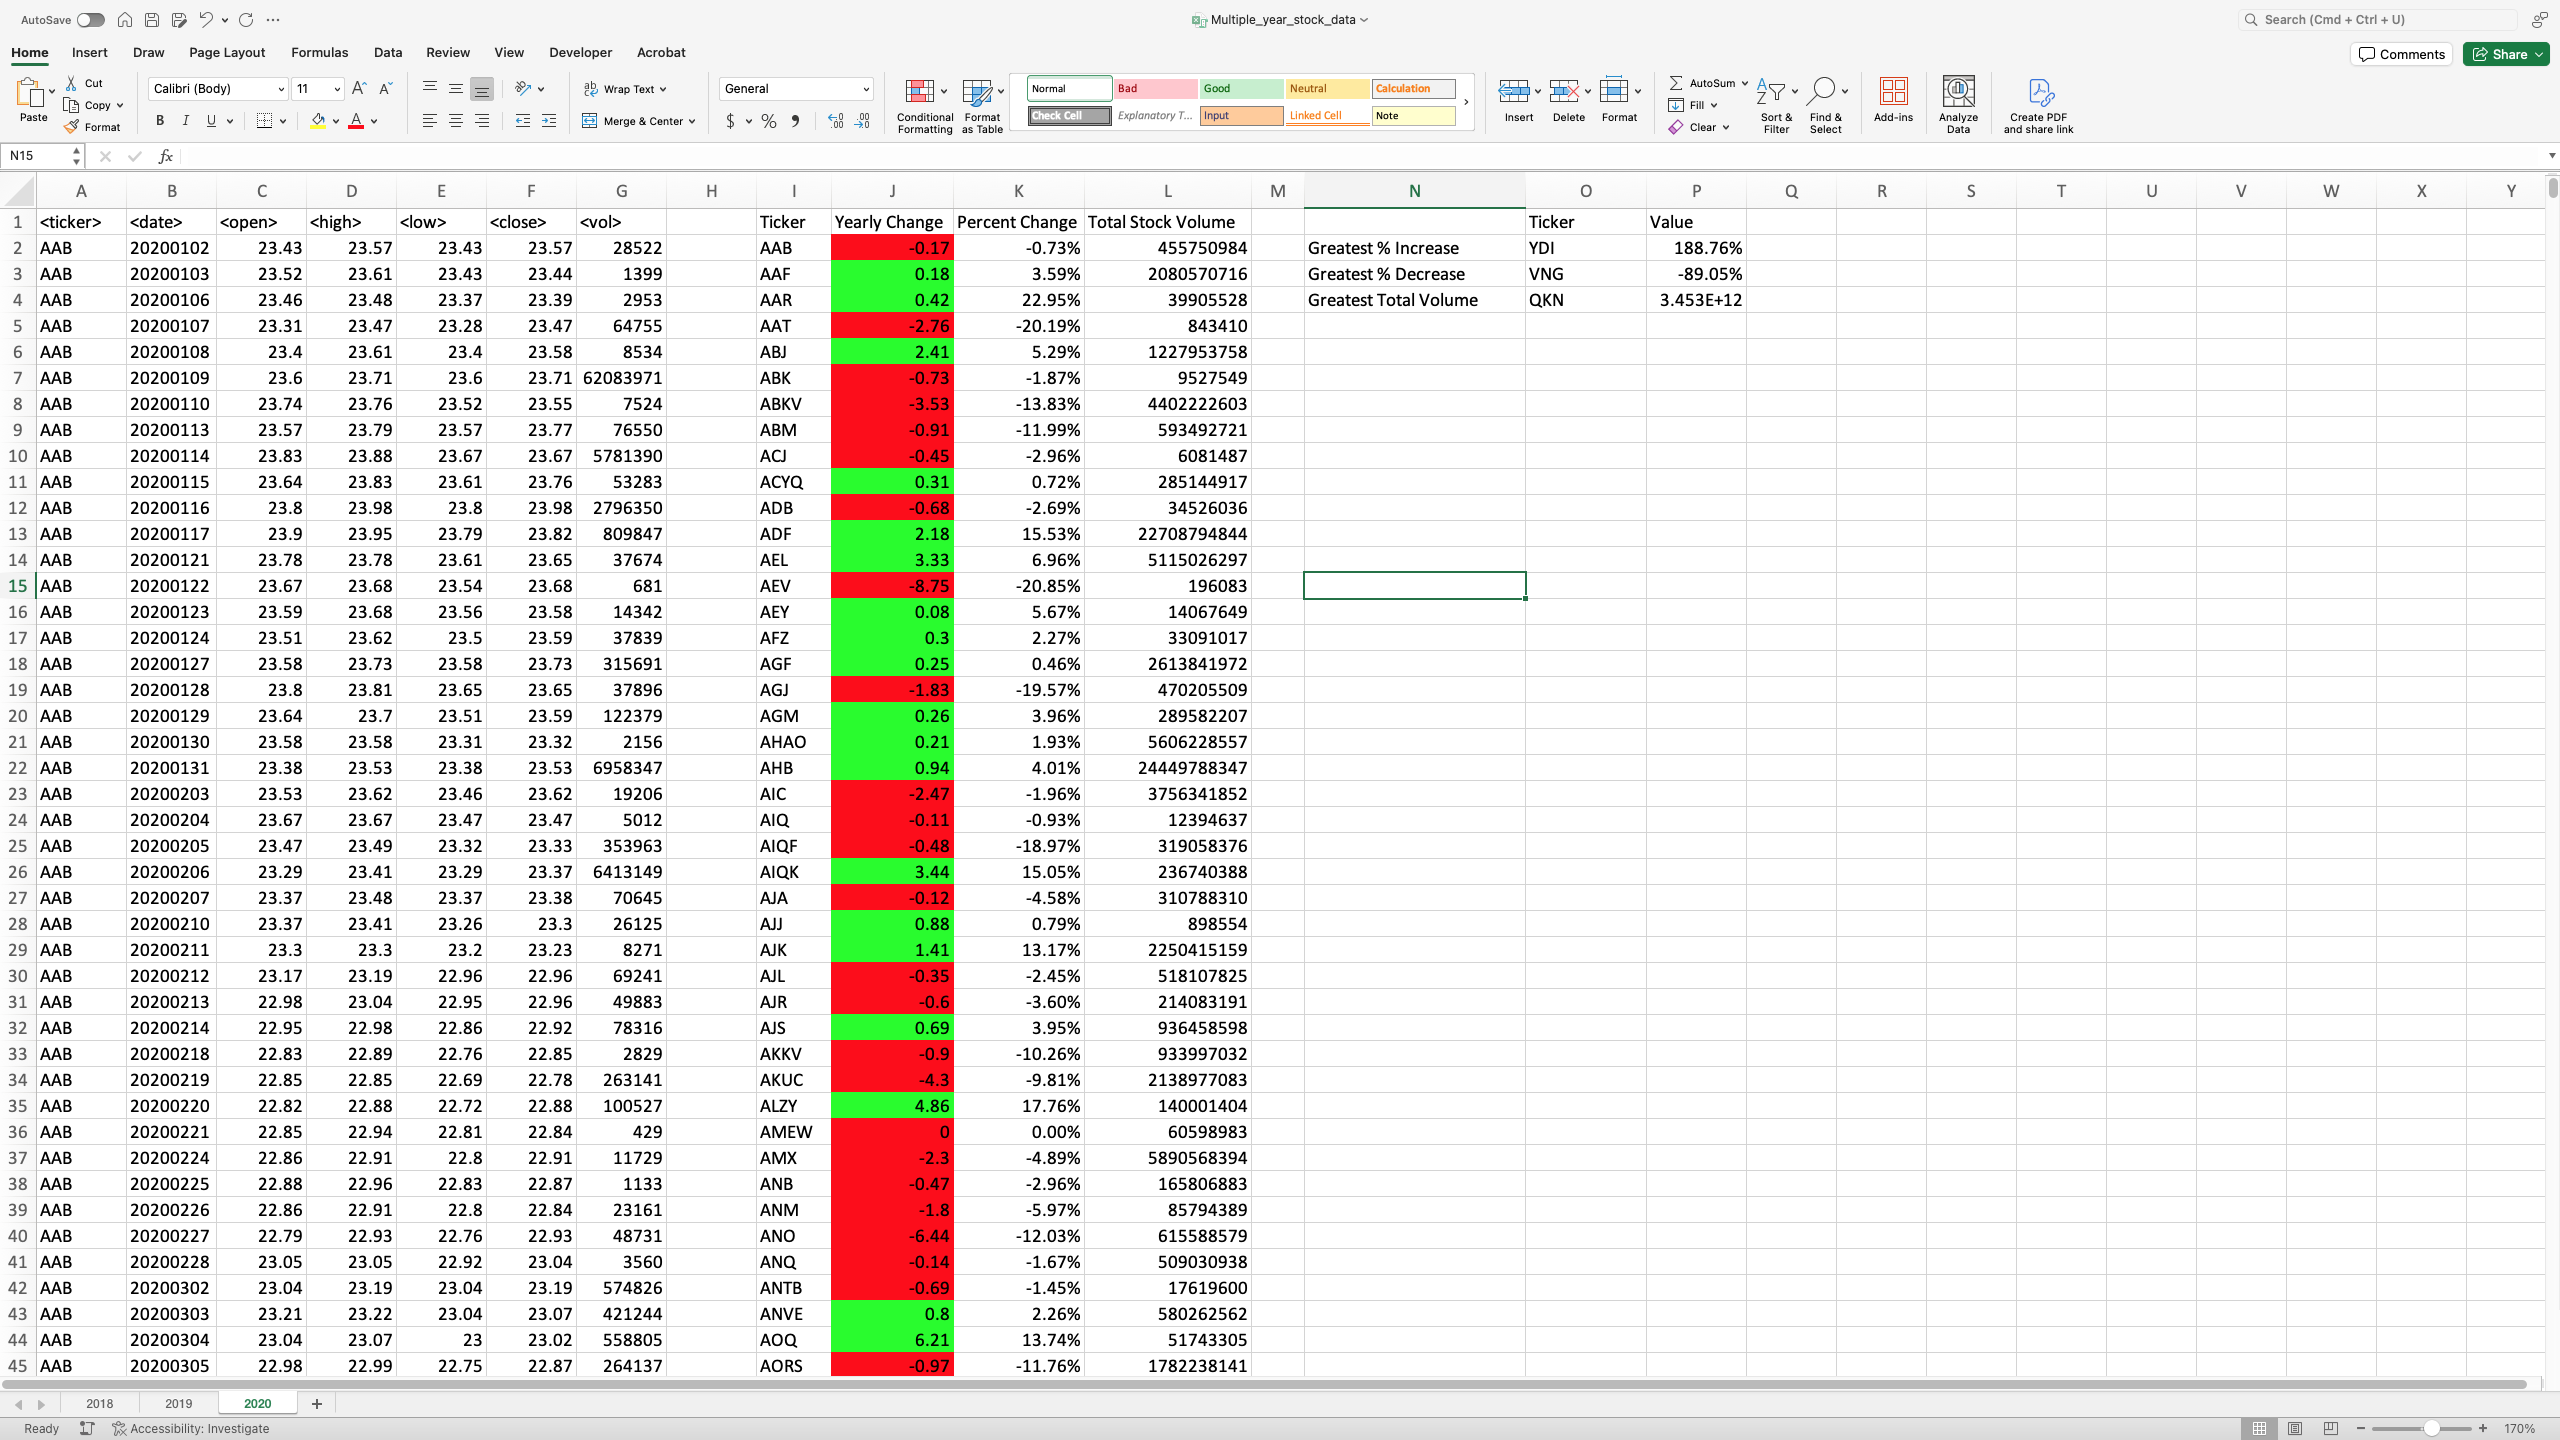 AutoSave
Multiple_year_stock_data
Search (Cmd + Ctrl + U)
Home Insert Draw Page Layout Formulas Data Review View Developer Acrobat
Comments Share
Paste Cut Copy Format
Calibri (Body) 11
B I U
Wrap Text
Merge & Center
General
$ %
Conditional Formatting
Format as Table
Normal Bad Good Neutral Calculation
Check Cell Explanatory T... Input Linked Cell Note
Insert Delete Format
AutoSum
Fill
Clear
Sort & Filter
Find & Select
Add-ins
Analyze Data
Create PDF and share link
N15 fx
A B C D E F G H I J K L M N O P Q R S T U V W X Y
1 <ticker> <date> <open> <high> <low> <close> <vol> Ticker Yearly Change Percent Change Total Stock Volume Ticker Value
2 AAB 20200102 23.43 23.57 23.43 23.57 28522 AAB -0.17 -0.73% 455750984 Greatest % Increase YDI 188.76%
3 AAB 20200103 23.52 23.61 23.43 23.44 1399 AAF 0.18 3.59% 2080570716 Greatest % Decrease VNG -89.05%
4 AAB 20200106 23.46 23.48 23.37 23.39 2953 AAR 0.42 22.95% 39905528 Greatest Total Volume QKN 3.453E+12
5 AAB 20200107 23.31 23.47 23.28 23.47 64755 AAT -2.76 -20.19% 843410
6 AAB 20200108 23.4 23.61 23.4 23.58 8534 ABJ 2.41 5.29% 1227953758
7 AAB 20200109 23.6 23.71 23.6 23.71 62083971 ABK -0.73 -1.87% 9527549
8 AAB 20200110 23.74 23.76 23.52 23.55 7524 ABKV -3.53 -13.83% 4402222603
9 AAB 20200113 23.57 23.79 23.57 23.77 76550 ABM -0.91 -11.99% 593492721
10 AAB 20200114 23.83 23.88 23.67 23.67 5781390 ACJ -0.45 -2.96% 6081487
11 AAB 20200115 23.64 23.83 23.61 23.76 53283 ACYQ 0.31 0.72% 285144917
12 AAB 20200116 23.8 23.98 23.8 23.98 2796350 ADB -0.68 -2.69% 34526036
13 AAB 20200117 23.9 23.95 23.79 23.82 809847 ADF 2.18 15.53% 22708794844
14 AAB 20200121 23.78 23.78 23.61 23.65 37674 AEL 3.33 6.96% 5115026297
15 AAB 20200122 23.67 23.68 23.54 23.68 681 AEV -8.75 -20.85% 196083
16 AAB 20200123 23.59 23.68 23.56 23.58 14342 AEY 0.08 5.67% 14067649
17 AAB 20200124 23.51 23.62 23.5 23.59 37839 AFZ 0.3 2.27% 33091017
18 AAB 20200127 23.58 23.73 23.58 23.73 315691 AGF 0.25 0.46% 2613841972
19 AAB 20200128 23.8 23.81 23.65 23.65 37896 AGJ -1.83 -19.57% 470205509
20 AAB 20200129 23.64 23.7 23.51 23.59 122379 AGM 0.26 3.96% 289582207
21 AAB 20200130 23.58 23.58 23.31 23.32 2156 AHAO 0.21 1.93% 5606228557
22 AAB 20200131 23.38 23.53 23.38 23.53 6958347 AHB 0.94 4.01% 24449788347
23 AAB 20200203 23.53 23.62 23.46 23.62 19206 AIC -2.47 -1.96% 3756341852
24 AAB 20200204 23.67 23.67 23.47 23.47 5012 AIQ -0.11 -0.93% 12394637
25 AAB 20200205 23.47 23.49 23.32 23.33 353963 AIQF -0.48 -18.97% 319058376
26 AAB 20200206 23.29 23.41 23.29 23.37 6413149 AIQK 3.44 15.05% 236740388
27 AAB 20200207 23.37 23.48 23.37 23.38 70645 AJA -0.12 -4.58% 310788310
28 AAB 20200210 23.37 23.41 23.26 23.3 26125 AJJ 0.88 0.79% 898554
29 AAB 20200211 23.3 23.3 23.2 23.23 8271 AJK 1.41 13.17% 2250415159
30 AAB 20200212 23.17 23.19 22.96 22.96 69241 AJL -0.35 -2.45% 518107825
31 AAB 20200213 22.98 23.04 22.95 22.96 49883 AJR -0.6 -3.60% 214083191
32 AAB 20200214 22.95 22.98 22.86 22.92 78316 AJS 0.69 3.95% 936458598
33 AAB 20200218 22.83 22.89 22.76 22.85 2829 AKKV -0.9 -10.26% 933997032
34 AAB 20200219 22.85 22.85 22.69 22.78 263141 AKUC -4.3 -9.81% 2138977083
35 AAB 20200220 22.82 22.88 22.72 22.88 100527 ALZY 4.86 17.76% 140001404
36 AAB 20200221 22.85 22.94 22.81 22.84 429 AMEW 0 0.00% 60598983
37 AAB 20200224 22.86 22.91 22.8 22.91 11729 AMX -2.3 -4.89% 5890568394
38 AAB 20200225 22.88 22.96 22.83 22.87 1133 ANB -0.47 -2.96% 165806883
39 AAB 20200226 22.86 22.91 22.8 22.84 23161 ANM -1.8 -5.97% 85794389
40 AAB 20200227 22.79 22.93 22.76 22.93 48731 ANO -6.44 -12.03% 615588579
41 AAB 20200228 23.05 23.05 22.92 23.04 3560 ANQ -0.14 -1.67% 509030938
42 AAB 20200302 23.04 23.19 23.04 23.19 574826 ANTB -0.69 -1.45% 17619600
43 AAB 20200303 23.21 23.22 23.04 23.07 421244 ANVE 0.8 2.26% 580262562
44 AAB 20200304 23.04 23.07 23 23.02 558805 AOQ 6.21 13.74% 51743305
45 AAB 20200305 22.98 22.99 22.75 22.87 264137 AORS -0.97 -11.76% 1782238141
2018 2019 2020 +
Ready Accessibility: Investigate 170%